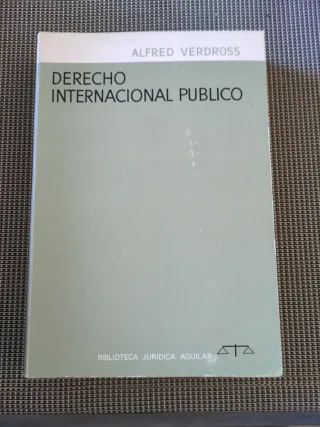 ALFRED VERDROSS
DERECHO
INTERNACIONAL PUBLICO
BIBLIOTECA JURIDICA AGUILAR